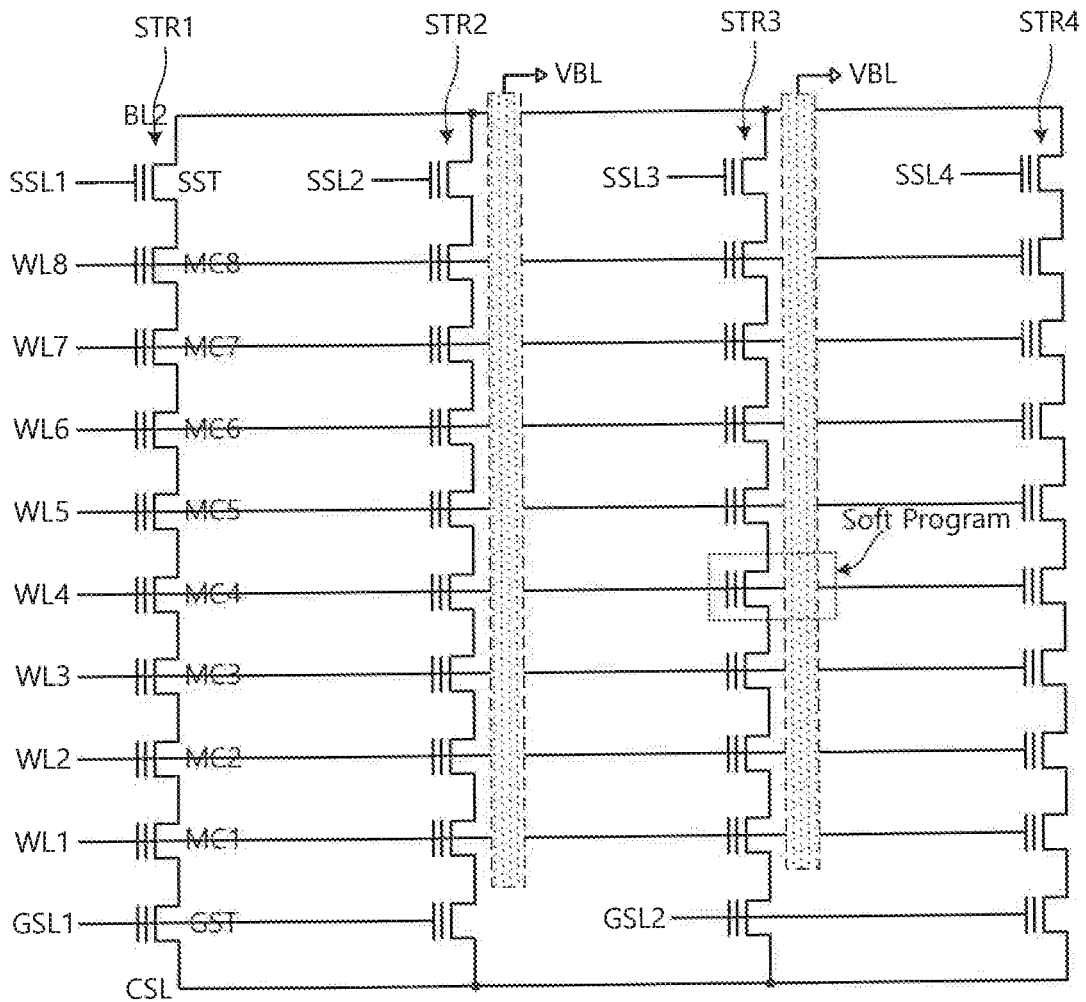 STR1 STR2 STR3 STR4
VBL VBL
BL2
SSL1 SST SSL2 SSL3 SSL4
WL8 MC8
WL7 MC7
WL6 MC6
WL5 MC5
Soft Program
WL4 MC4
WL3 MC3
WL2 MC2
WL1 MC1
GSL1 GST GSL2
CSL